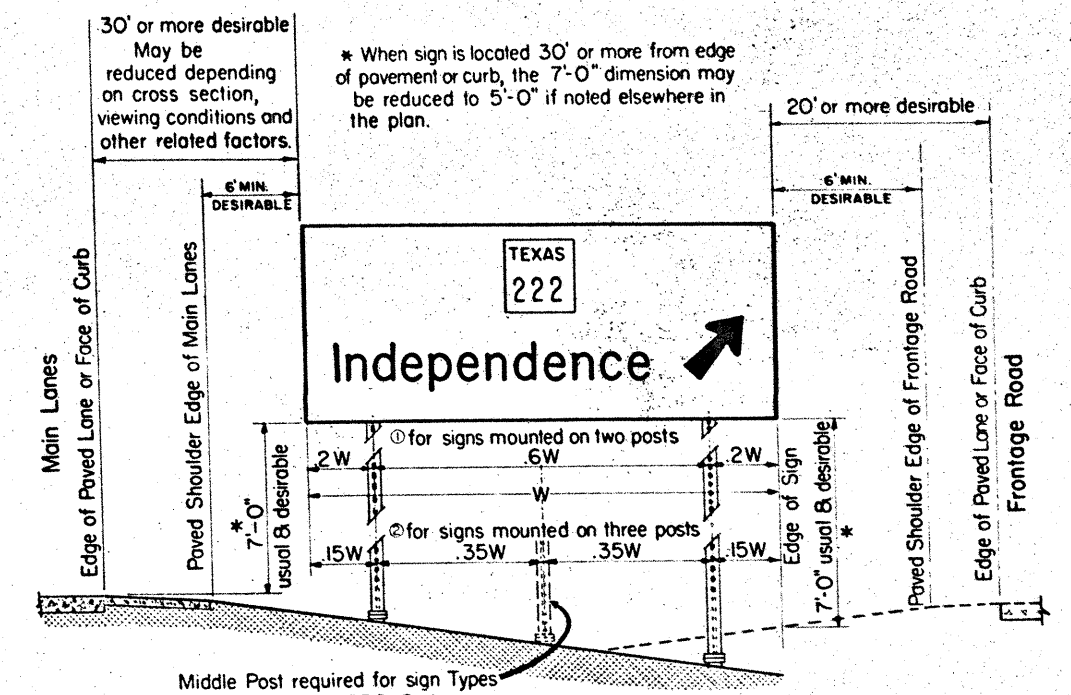 30' or more desirable
May be
reduced depending
on cross section,
viewing conditions and
other related factors.
* When sign is located 30' or more from edge
of pavement or curb, the 7'-0" dimension may
be reduced to 5'-0" if noted elsewhere in
the plan.
20' or more desirable
6' MIN.
DESIRABLE
6' MIN.
DESIRABLE
TEXAS
222
Independence
Main Lanes
Edge of Paved Lane or Face of Curb
Paved Shoulder Edge of Main Lanes
* 7'-0"
usual & desirable
① for signs mounted on two posts
.2W .6W .2W
W
② for signs mounted on three posts
.15W .35W .35W .15W
Edge of Sign
7'-0" usual & desirable *
Paved Shoulder Edge of Frontage Road
Edge of Paved Lane or Face of Curb
Frontage Road
Middle Post required for sign Types